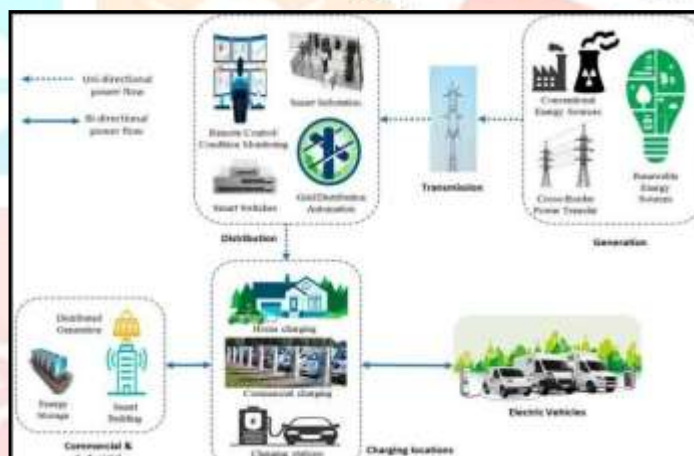 Uni-directional
power flow
Bi-directional
power flow
Smart Substation
Remote Control/
Condition Monitoring
Smart Switches
Grid/Distribution
Automation
Distribution
Transmission
Conventional
Energy Sources
Cross-Border
Power Transfer
Renewable
Energy
Sources
Generation
Distributed
Generation
Energy
Storage
Smart
Building
Commercial &
Home charging
Commercial charging
Charging stations
Charging locations
Electric Vehicles